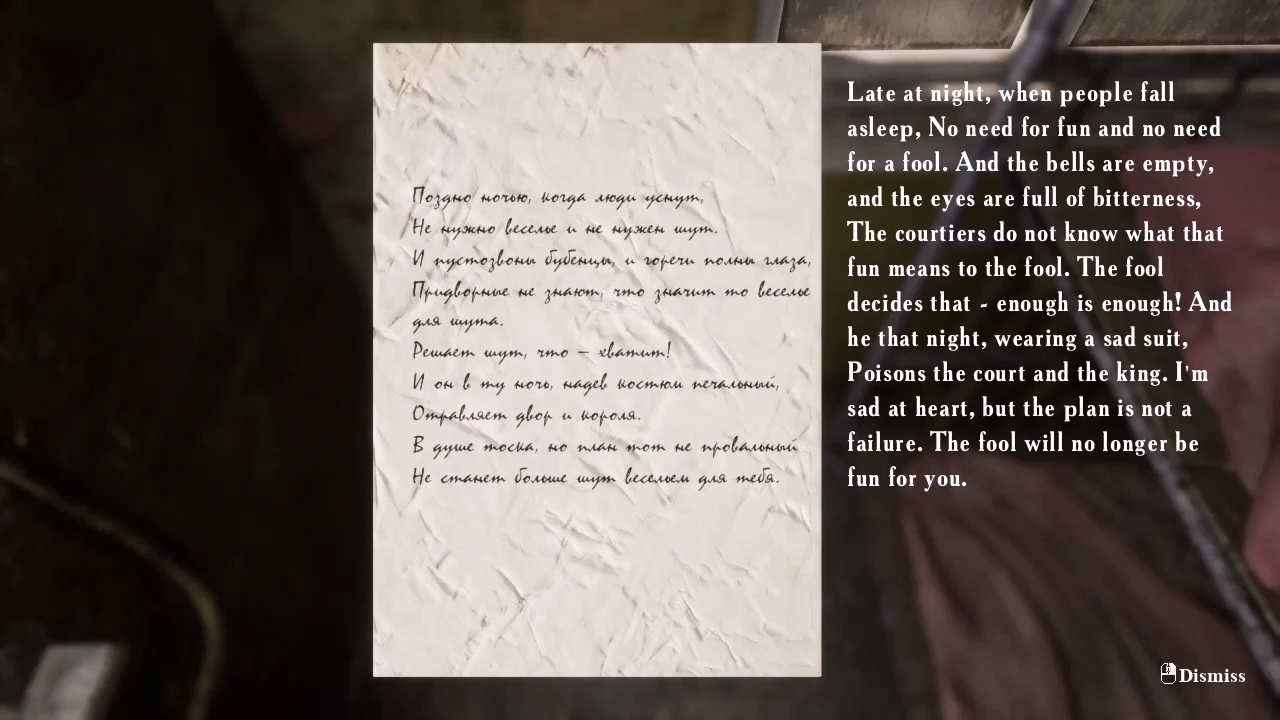 Поздно ночью, когда люди уснут,
Не нужно веселье и не нужен шут.
И пустозвоны бубенцы, и горечи полны глаза,
Придворные не знают, что значит то веселье
для шута.
Решает шут, что – хватит!
И он в ту ночь, надев костюм печальный,
Отравляет двор и короля.
В душе тоска, но план тот не провальный
Не станет больше шут весельем для тебя.
Late at night, when people fall
asleep, No need for fun and no need
for a fool. And the bells are empty,
and the eyes are full of bitterness,
The courtiers do not know what that
fun means to the fool. The fool
decides that - enough is enough! And
he that night, wearing a sad suit,
Poisons the court and the king. I'm
sad at heart, but the plan is not a
failure. The fool will no longer be
fun for you.
Dismiss